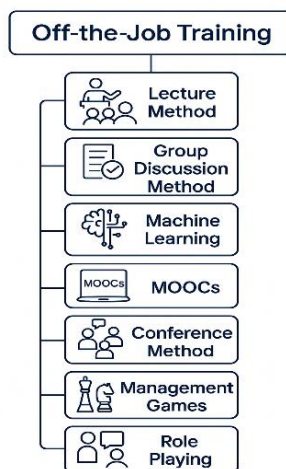 Off-the-Job Training
Lecture
Method
Group
Discussion
Method
Machine
Learning
MOOCs
MOOCs
Conference
Method
Management
Games
Role
Playing